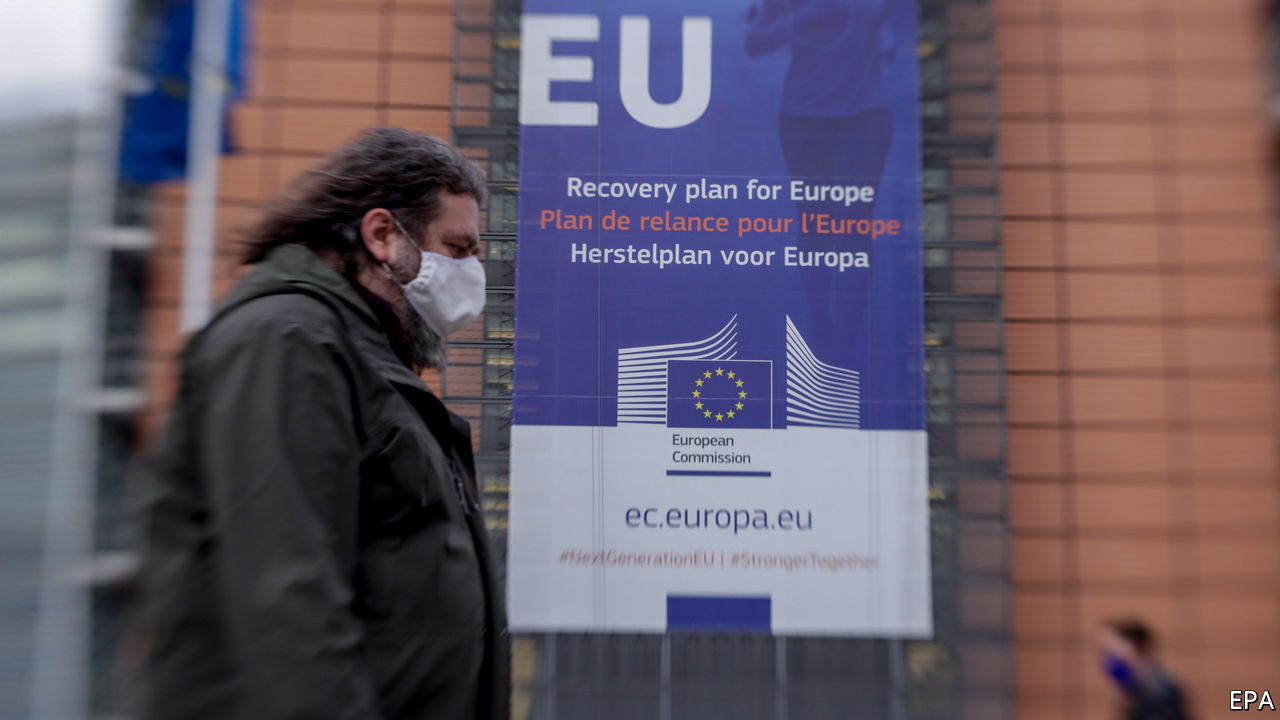 EU
Recovery plan for Europe
Plan de relance pour l'Europe
Herstelplan voor Europa
European
Commission
ec.europa.eu
#NextGenerationEU | #StrongerTogether
EPA